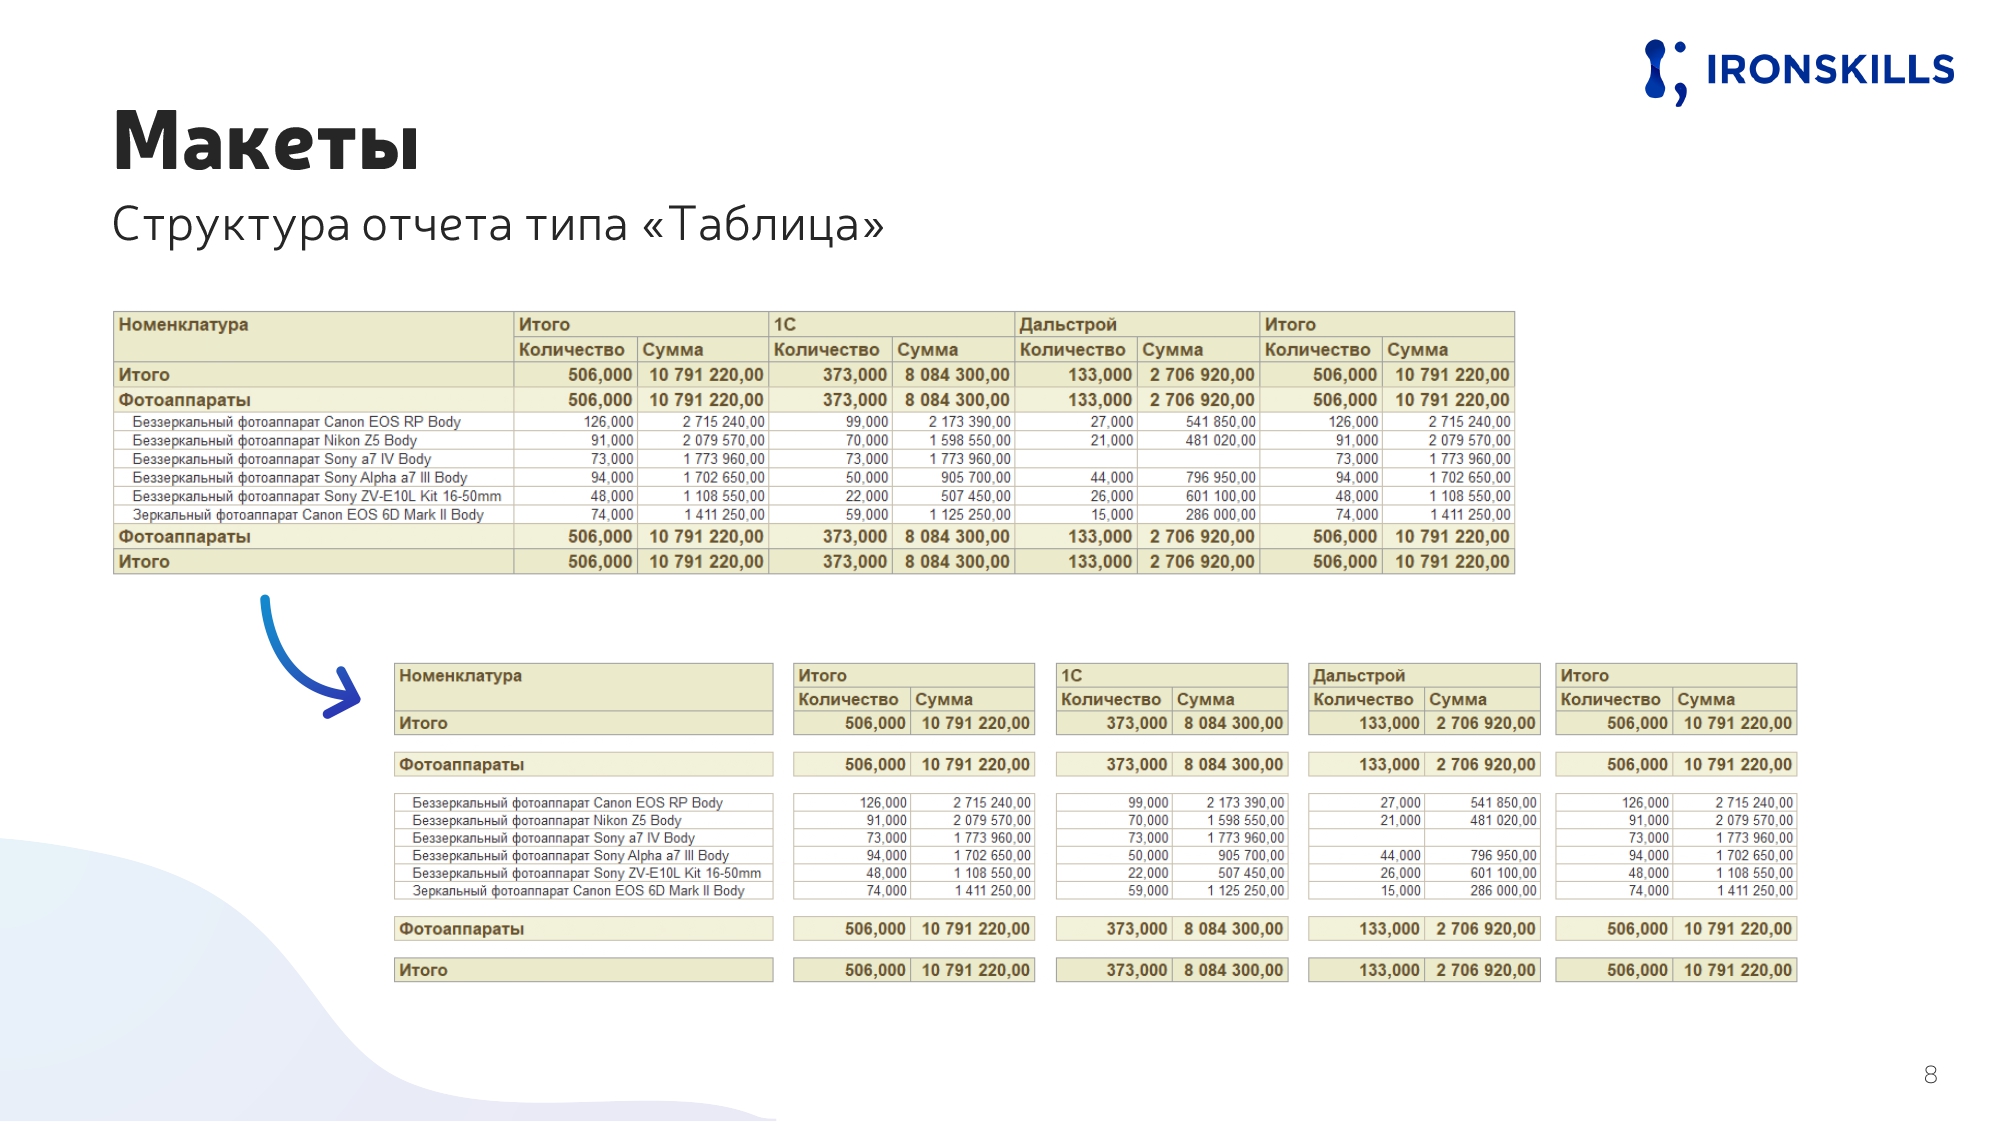 IRONSKILLS
Макеты
Структура отчета типа «Таблица»
Номенклатура Итого 1С Дальстрой Итого
Количество Сумма Количество Сумма Количество Сумма Количество Сумма
Итого 506,000 10 791 220,00 373,000 8 084 300,00 133,000 2 706 920,00 506,000 10 791 220,00
Фотоаппараты 506,000 10 791 220,00 373,000 8 084 300,00 133,000 2 706 920,00 506,000 10 791 220,00
Беззеркальный фотоаппарат Canon EOS RP Body 126,000 2 715 240,00 99,000 2 173 390,00 27,000 541 850,00 126,000 2 715 240,00
Беззеркальный фотоаппарат Nikon Z5 Body 91,000 2 079 570,00 70,000 1 598 550,00 21,000 481 020,00 91,000 2 079 570,00
Беззеркальный фотоаппарат Sony a7 IV Body 73,000 1 773 960,00 73,000 1 773 960,00 73,000 1 773 960,00
Беззеркальный фотоаппарат Sony Alpha a7 III Body 94,000 1 702 650,00 50,000 905 700,00 44,000 796 950,00 94,000 1 702 650,00
Беззеркальный фотоаппарат Sony ZV-E10L Kit 16-50mm 48,000 1 108 550,00 22,000 507 450,00 26,000 601 100,00 48,000 1 108 550,00
Зеркальный фотоаппарат Canon EOS 6D Mark II Body 74,000 1 411 250,00 59,000 1 125 250,00 15,000 286 000,00 74,000 1 411 250,00
Фотоаппараты 506,000 10 791 220,00 373,000 8 084 300,00 133,000 2 706 920,00 506,000 10 791 220,00
Итого 506,000 10 791 220,00 373,000 8 084 300,00 133,000 2 706 920,00 506,000 10 791 220,00
Номенклатура Итого 1С Дальстрой Итого
Количество Сумма Количество Сумма Количество Сумма Количество Сумма
Итого 506,000 10 791 220,00 373,000 8 084 300,00 133,000 2 706 920,00 506,000 10 791 220,00
Фотоаппараты 506,000 10 791 220,00 373,000 8 084 300,00 133,000 2 706 920,00 506,000 10 791 220,00
Беззеркальный фотоаппарат Canon EOS RP Body 126,000 2 715 240,00 99,000 2 173 390,00 27,000 541 850,00 126,000 2 715 240,00
Беззеркальный фотоаппарат Nikon Z5 Body 91,000 2 079 570,00 70,000 1 598 550,00 21,000 481 020,00 91,000 2 079 570,00
Беззеркальный фотоаппарат Sony a7 IV Body 73,000 1 773 960,00 73,000 1 773 960,00 73,000 1 773 960,00
Беззеркальный фотоаппарат Sony Alpha a7 III Body 94,000 1 702 650,00 50,000 905 700,00 44,000 796 950,00 94,000 1 702 650,00
Беззеркальный фотоаппарат Sony ZV-E10L Kit 16-50mm 48,000 1 108 550,00 22,000 507 450,00 26,000 601 100,00 48,000 1 108 550,00
Зеркальный фотоаппарат Canon EOS 6D Mark II Body 74,000 1 411 250,00 59,000 1 125 250,00 15,000 286 000,00 74,000 1 411 250,00
Фотоаппараты 506,000 10 791 220,00 373,000 8 084 300,00 133,000 2 706 920,00 506,000 10 791 220,00
Итого 506,000 10 791 220,00 373,000 8 084 300,00 133,000 2 706 920,00 506,000 10 791 220,00
8